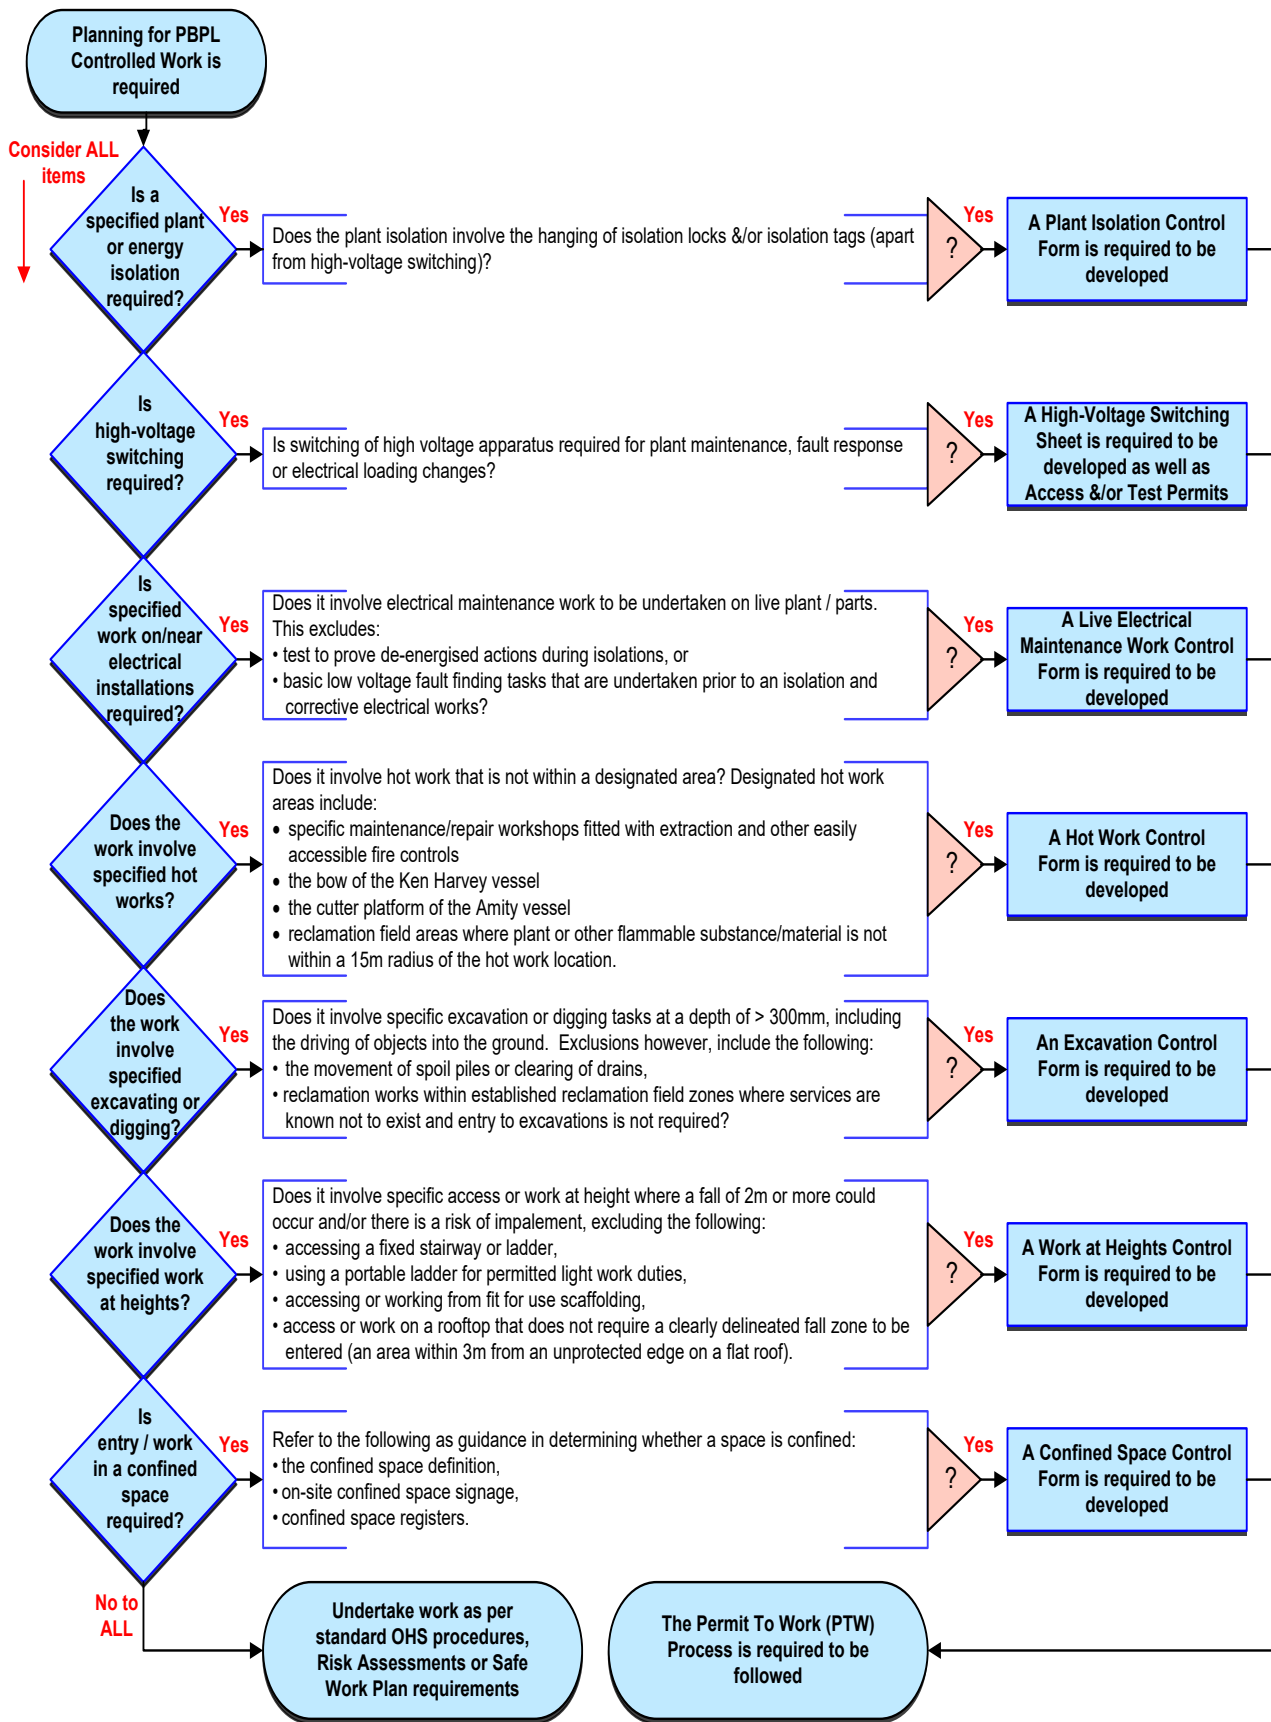 Planning for PBPL
Controlled Work is
required
Consider ALL
items
Is a
specified plant
or energy
isolation
required?
Yes
Does the plant isolation involve the hanging of isolation locks &/or isolation tags (apart
from high-voltage switching)?
?
Yes
A Plant Isolation Control
Form is required to be
developed
Is
high-voltage
switching
required?
Yes
Is switching of high voltage apparatus required for plant maintenance, fault response
or electrical loading changes?
?
Yes
A High-Voltage Switching
Sheet is required to be
developed as well as
Access &/or Test Permits
Is
specified
work on/near
electrical
installations
required?
Yes
Does it involve electrical maintenance work to be undertaken on live plant / parts.
This excludes:
• test to prove de-energised actions during isolations, or
• basic low voltage fault finding tasks that are undertaken prior to an isolation and
corrective electrical works?
?
Yes
A Live Electrical
Maintenance Work Control
Form is required to be
developed
Does the
work involve
specified hot
works?
Yes
Does it involve hot work that is not within a designated area? Designated hot work
areas include:
• specific maintenance/repair workshops fitted with extraction and other easily
accessible fire controls
• the bow of the Ken Harvey vessel
• the cutter platform of the Amity vessel
• reclamation field areas where plant or other flammable substance/material is not
within a 15m radius of the hot work location.
?
Yes
A Hot Work Control
Form is required to be
developed
Does
the work
involve
specified
excavating or
digging?
Yes
Does it involve specific excavation or digging tasks at a depth of > 300mm, including
the driving of objects into the ground.  Exclusions however, include the following:
• the movement of spoil piles or clearing of drains,
• reclamation works within established reclamation field zones where services are
known not to exist and entry to excavations is not required?
?
Yes
An Excavation Control
Form is required to be
developed
Does the
work involve
specified work
at heights?
Yes
Does it involve specific access or work at height where a fall of 2m or more could
occur and/or there is a risk of impalement, excluding the following:
• accessing a fixed stairway or ladder,
• using a portable ladder for permitted light work duties,
• accessing or working from fit for use scaffolding,
• access or work on a rooftop that does not require a clearly delineated fall zone to be
entered (an area within 3m from an unprotected edge on a flat roof).
?
Yes
A Work at Heights Control
Form is required to be
developed
Is
entry / work
in a confined
space
required?
Yes
Refer to the following as guidance in determining whether a space is confined:
• the confined space definition,
• on-site confined space signage,
• confined space registers.
?
Yes
A Confined Space Control
Form is required to be
developed
No to
ALL
Undertake work as per
standard OHS procedures,
Risk Assessments or Safe
Work Plan requirements
The Permit To Work (PTW)
Process is required to be
followed